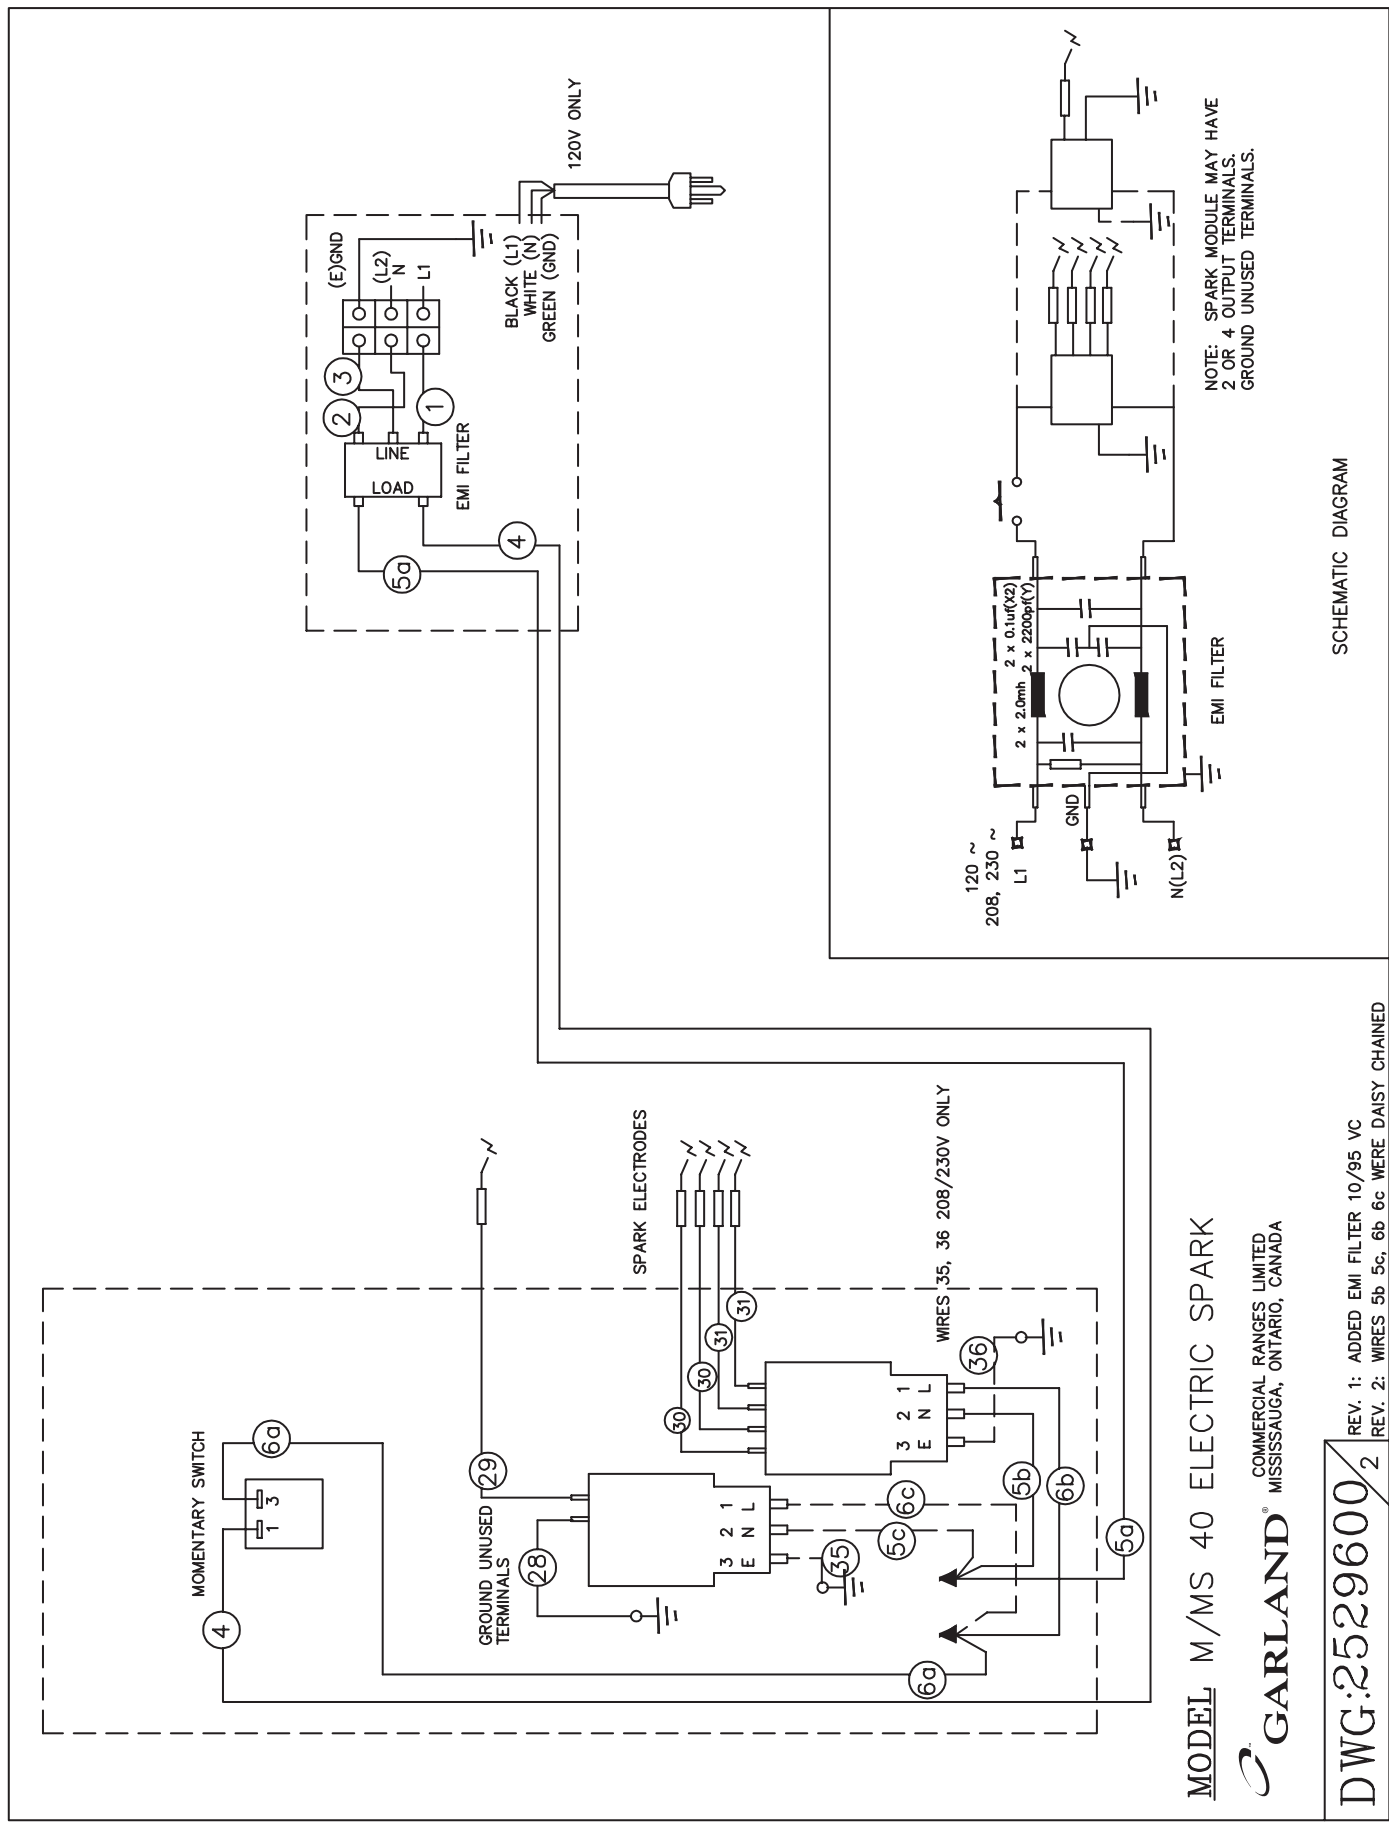 MOMENTARY SWITCH
4
6a
1
3
GROUND UNUSED
TERMINALS
29
28
SPARK ELECTRODES
30
30
31
31
3 2 1
E N L
3 2 1
E N L
35
36
5c
6c
5b
6b
6a
5a
WIRES 35, 36 208/230V ONLY
(E)GND
(L2)
N
L1
3
2
1
LINE
LOAD
EMI FILTER
5a
4
BLACK (L1)
WHITE (N)
GREEN (GND)
120V ONLY
120 ~
208, 230 ~
L1
GND
N(L2)
2 x 2.0mh
2 x 0.1uf(X2)
2 x 2200pf(Y)
EMI FILTER
NOTE: SPARK MODULE MAY HAVE
2 OR 4 OUTPUT TERMINALS.
GROUND UNUSED TERMINALS.
SCHEMATIC DIAGRAM
MODEL M/MS 40 ELECTRIC SPARK
GARLAND®
COMMERCIAL RANGES LIMITED
MISSISSAUGA, ONTARIO, CANADA
DWG:2529600/2
REV. 1: ADDED EMI FILTER 10/95 VC
REV. 2: WIRES 5b 5c, 6b 6c WERE DAISY CHAINED